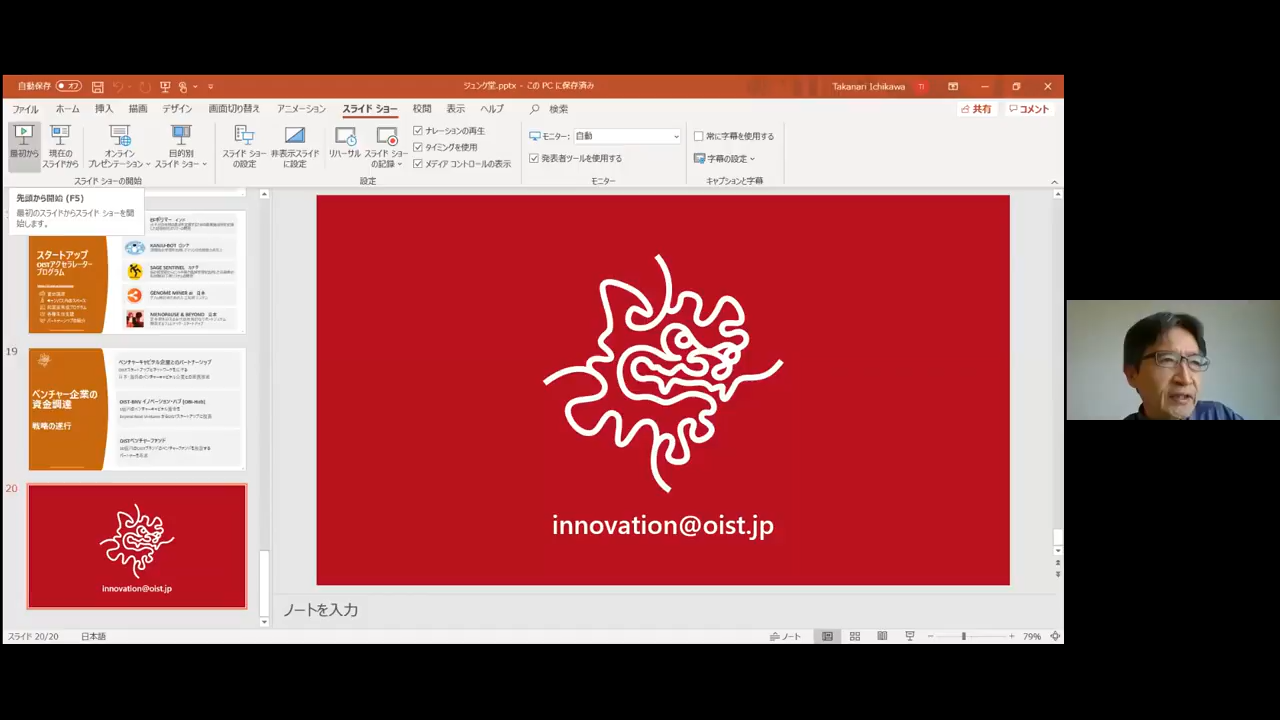 自動保存
オフ
ジュンク堂.pptx - この PC に保存済み
Takanari Ichikawa
TI
ファイル ホーム 挿入 描画 デザイン 画面切り替え アニメーション スライド ショー 校閲 表示 ヘルプ 検索
共有 コメント
最初から
現在の
スライドから
オンライン
プレゼンテーション
目的別
スライド ショー
スライド ショー
の設定
非表示スライド
に設定
リハーサル
スライド ショー
の記録
ナレーションの再生
タイミングを使用
メディア コントロールの表示
モニター: 自動
発表者ツールを使用する
常に字幕を使用する
字幕の設定
スライド ショーの開始
設定
モニター
キャプションと字幕
先頭から開始 (F5)
最初のスライドからスライド ショーを開
始します。
スタートアップ
OISTアクセラレーター
プログラム
KANJU-BOT
SAGE SENTINEL
GENOME MINER ai 日本
MENOPAUSE & BEYOND 日本
19
ベンチャー企業の
資金調達
戦略の遂行
ベンチャーキャピタル企業とのパートナーシップ
OISTベンチャーファンド
20
innovation@oist.jp
innovation@oist.jp
ノートを入力
スライド 20/20
日本語
ノート
79%